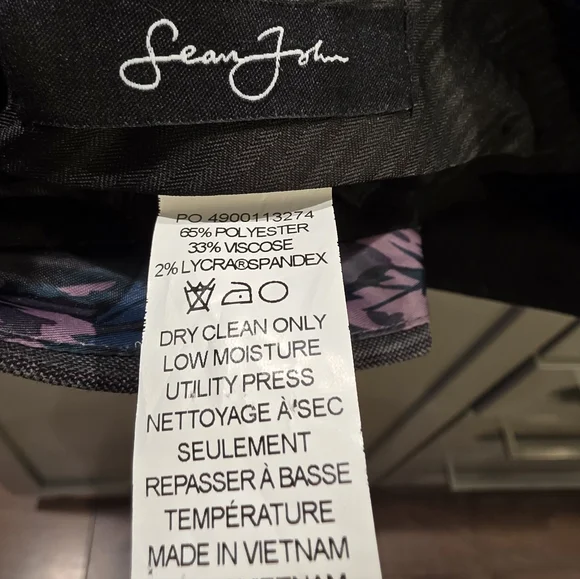 Sean John
PO 4900113274
65% POLYESTER
33% VISCOSE
2% LYCRA®SPANDEX
DRY CLEAN ONLY
LOW MOISTURE
UTILITY PRESS
NETTOYAGE À'SEC
SEULEMENT
REPASSER À BASSE
TEMPÉRATURE
MADE IN VIETNAM